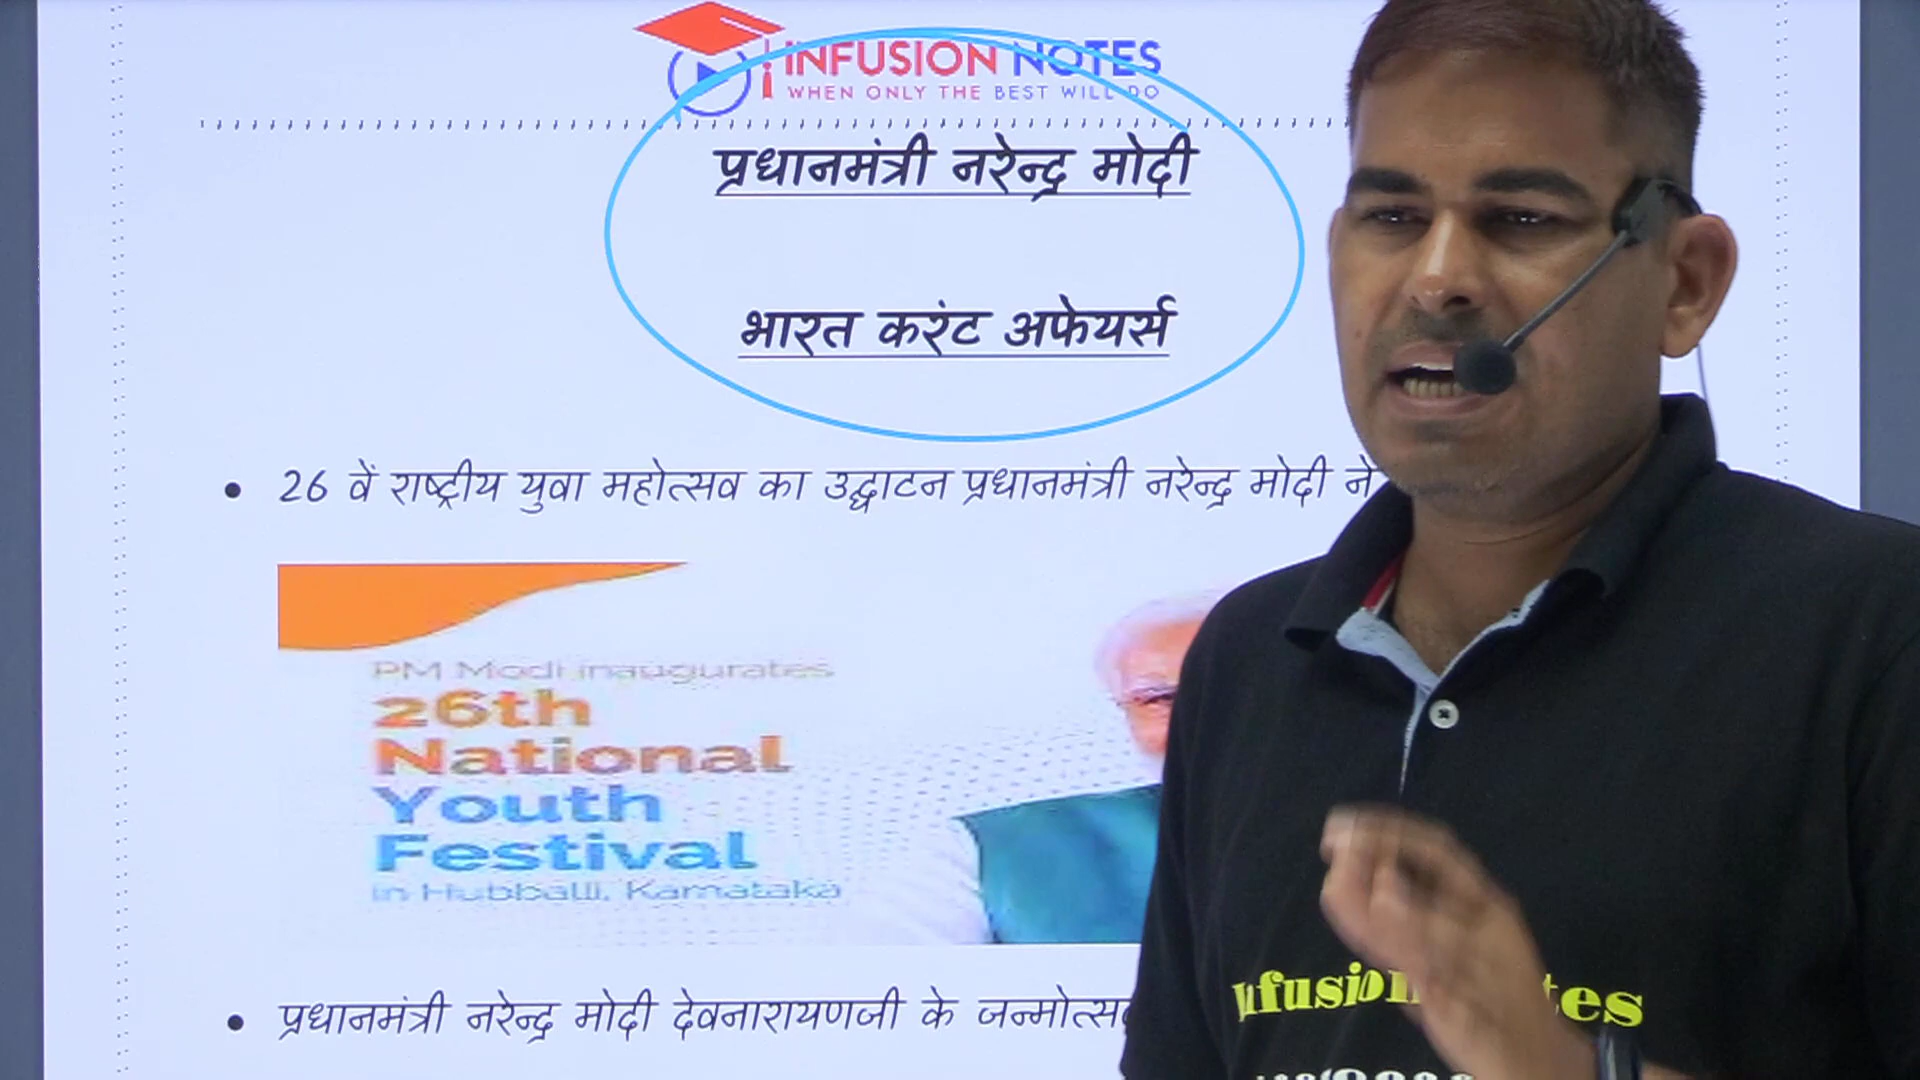 INFUSION NOTES
WHEN ONLY THE BEST WILL DO
प्रधानमंत्री नरेन्द्र मोदी
भारत करंट अफेयर्स
• 26 वें राष्ट्रीय युवा महोत्सव का उद्घाटन प्रधानमंत्री नरेन्द्र मोदी ने
PM Modi inaugurates
26th
National
Youth
Festival
in Hubballi, Karnataka
• प्रधानमंत्री नरेन्द्र मोदी देवनारायणजी के